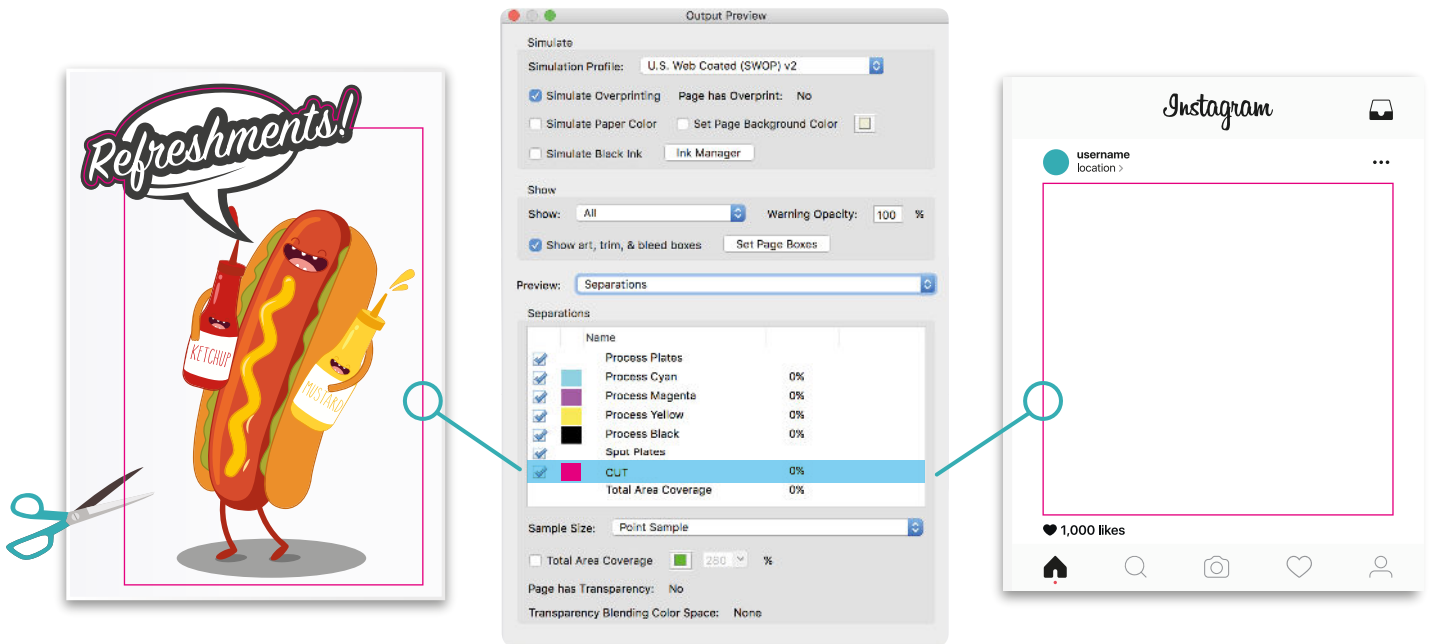 Refreshments!
KETCHUP
MUSTARD
Output Preview
Simulate
Simulation Profile: U.S. Web Coated (SWOP) v2
Simulate Overprinting Page has Overprint: No
Simulate Paper Color Set Page Background Color
Simulate Black Ink Ink Manager
Show
Show: All Warning Opacity: 100 %
Show art, trim, & bleed boxes Set Page Boxes
Preview: Separations
Separations
Name
Process Plates
Process Cyan 0%
Process Magenta 0%
Process Yellow 0%
Process Black 0%
Spot Plates
CUT 0%
Total Area Coverage 0%
Sample Size: Point Sample
Total Area Coverage 280 %
Page has Transparency: No
Transparency Blending Color Space: None
Instagram
username
location >
1,000 likes